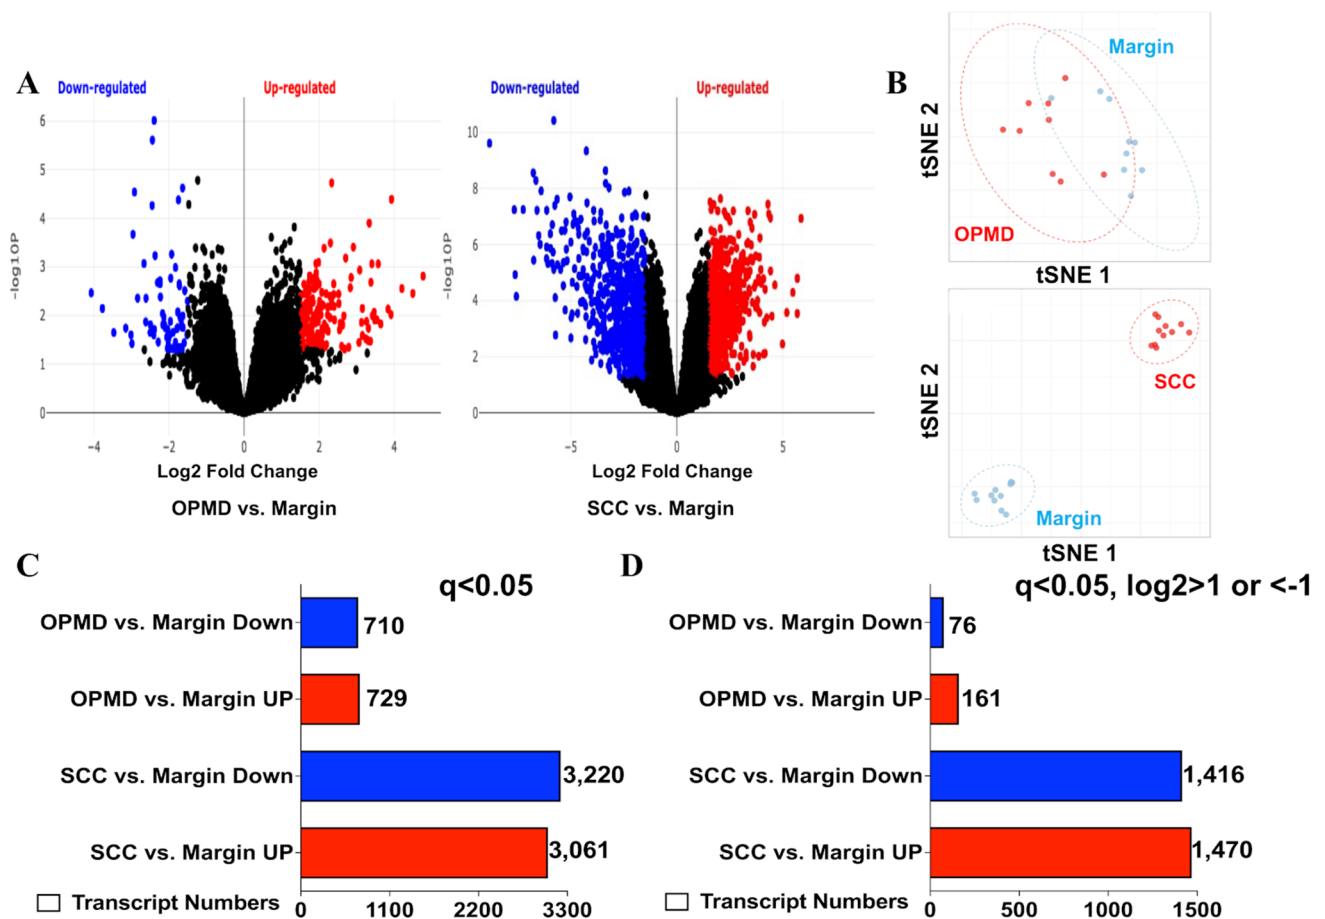 A
Down-regulated
Up-regulated
6
5
4
3
2
1
0
-log10P
-4
-2
0
2
4
Log2 Fold Change
OPMD vs. Margin
Down-regulated
Up-regulated
10
8
6
4
2
0
-log10P
-5
0
5
Log2 Fold Change
SCC vs. Margin
B
Margin
OPMD
tSNE 2
tSNE 1
SCC
Margin
tSNE 2
tSNE 1
C
q<0.05
OPMD vs. Margin Down
710
OPMD vs. Margin UP
729
SCC vs. Margin Down
3,220
SCC vs. Margin UP
3,061
Transcript Numbers
0 1100 2200 3300
D
q<0.05, log2>1 or <-1
OPMD vs. Margin Down
76
OPMD vs. Margin UP
161
SCC vs. Margin Down
1,416
SCC vs. Margin UP
1,470
Transcript Numbers
0 500 1000 1500